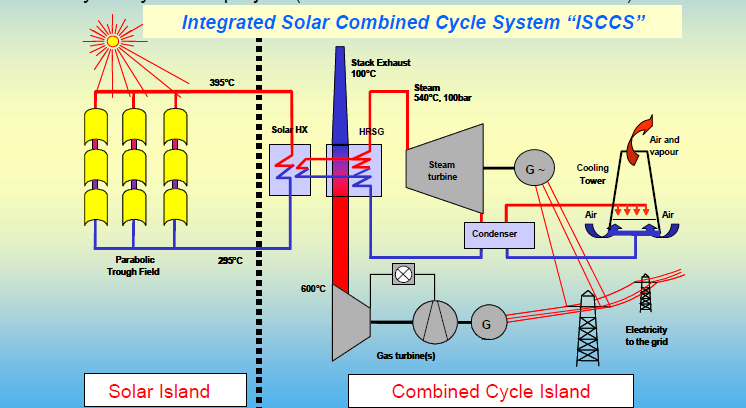 Integrated Solar Combined Cycle System “ISCCS”
Stack Exhaust
100°C
395°C
Steam
540°C, 100bar
Solar HX
HRSG
Air and
vapour
Steam
turbine
G ~
Cooling
Tower
Air
Air
Condenser
Parabolic
Trough Field
295°C
600°C
G
Electricity
to the grid
Gas turbine(s)
Solar Island
Combined Cycle Island